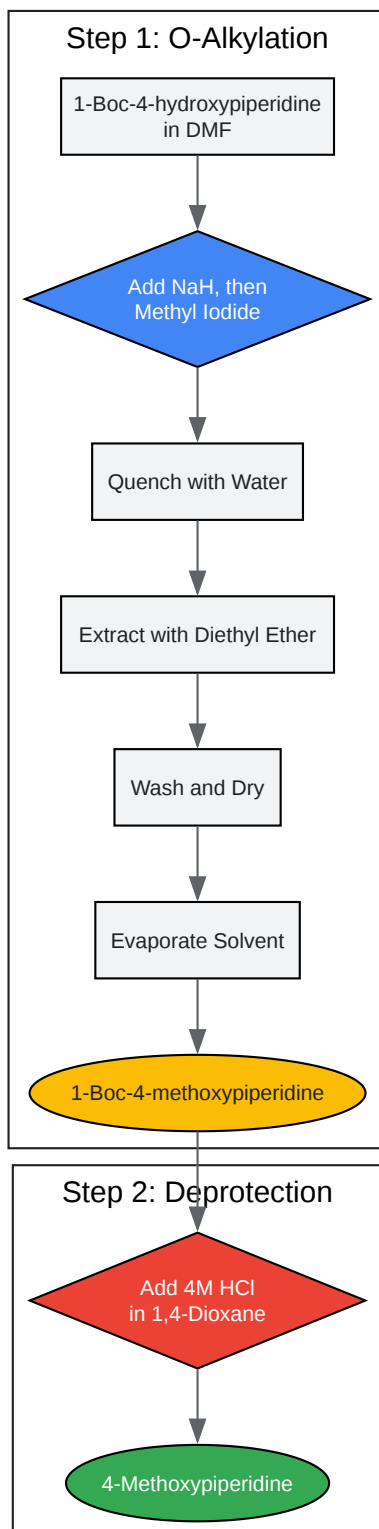 Step 1: O-Alkylation
1-Boc-4-hydroxypiperidine
in DMF
Add NaH, then
Methyl Iodide
Quench with Water
Extract with Diethyl Ether
Wash and Dry
Evaporate Solvent
1-Boc-4-methoxypiperidine
Step 2: Deprotection
Add 4M HCl
in 1,4-Dioxane
4-Methoxypiperidine